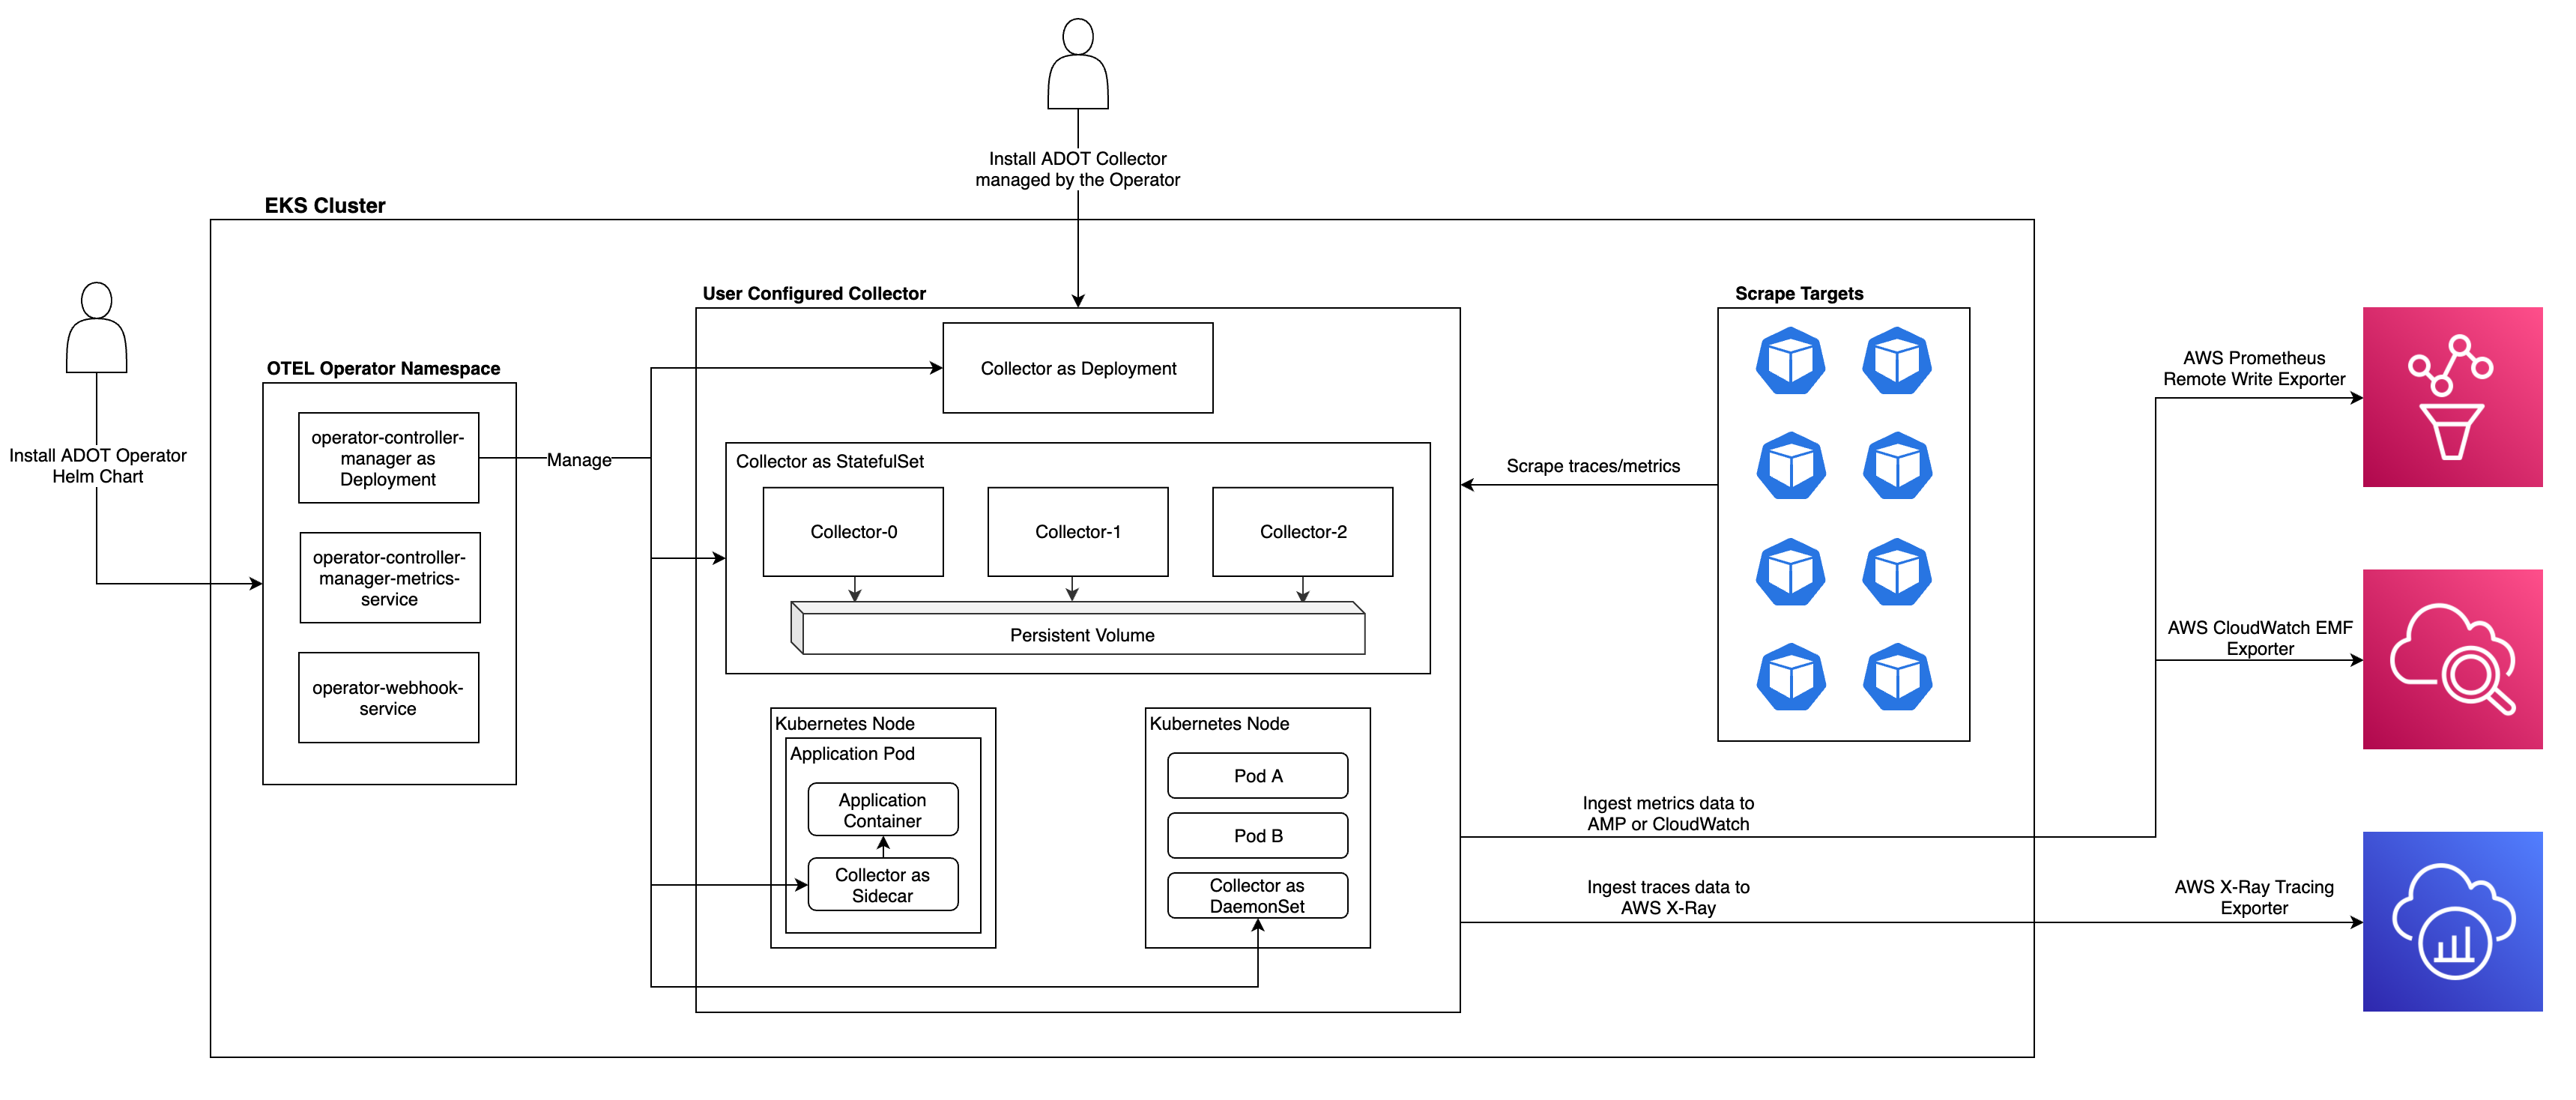 Install ADOT Collector
managed by the Operator
EKS Cluster
Install ADOT Operator
Helm Chart
OTEL Operator Namespace
operator-controller-
manager as
Deployment
operator-controller-
manager-metrics-
service
operator-webhook-
service
Manage
User Configured Collector
Collector as Deployment
Collector as StatefulSet
Collector-0
Collector-1
Collector-2
Persistent Volume
Kubernetes Node
Application Pod
Application
Container
Collector as
Sidecar
Kubernetes Node
Pod A
Pod B
Collector as
DaemonSet
Scrape traces/metrics
Scrape Targets
Ingest metrics data to
AMP or CloudWatch
Ingest traces data to
AWS X-Ray
AWS Prometheus
Remote Write Exporter
AWS CloudWatch EMF
Exporter
AWS X-Ray Tracing
Exporter